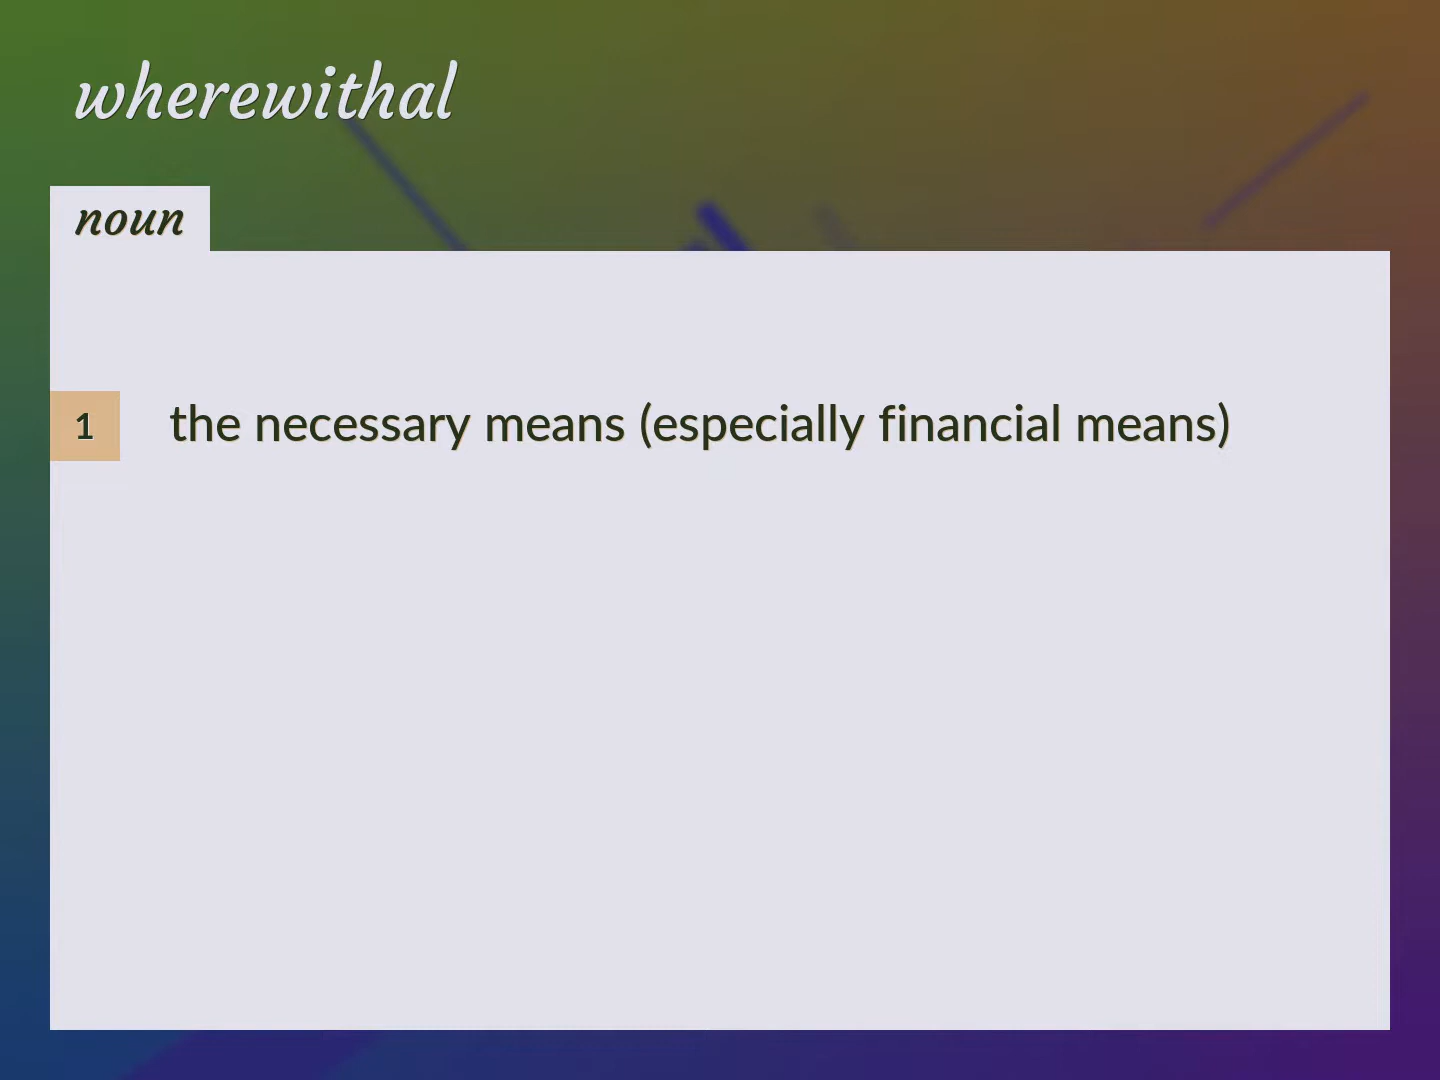 wherewithal
noun
1 the necessary means (especially financial means)